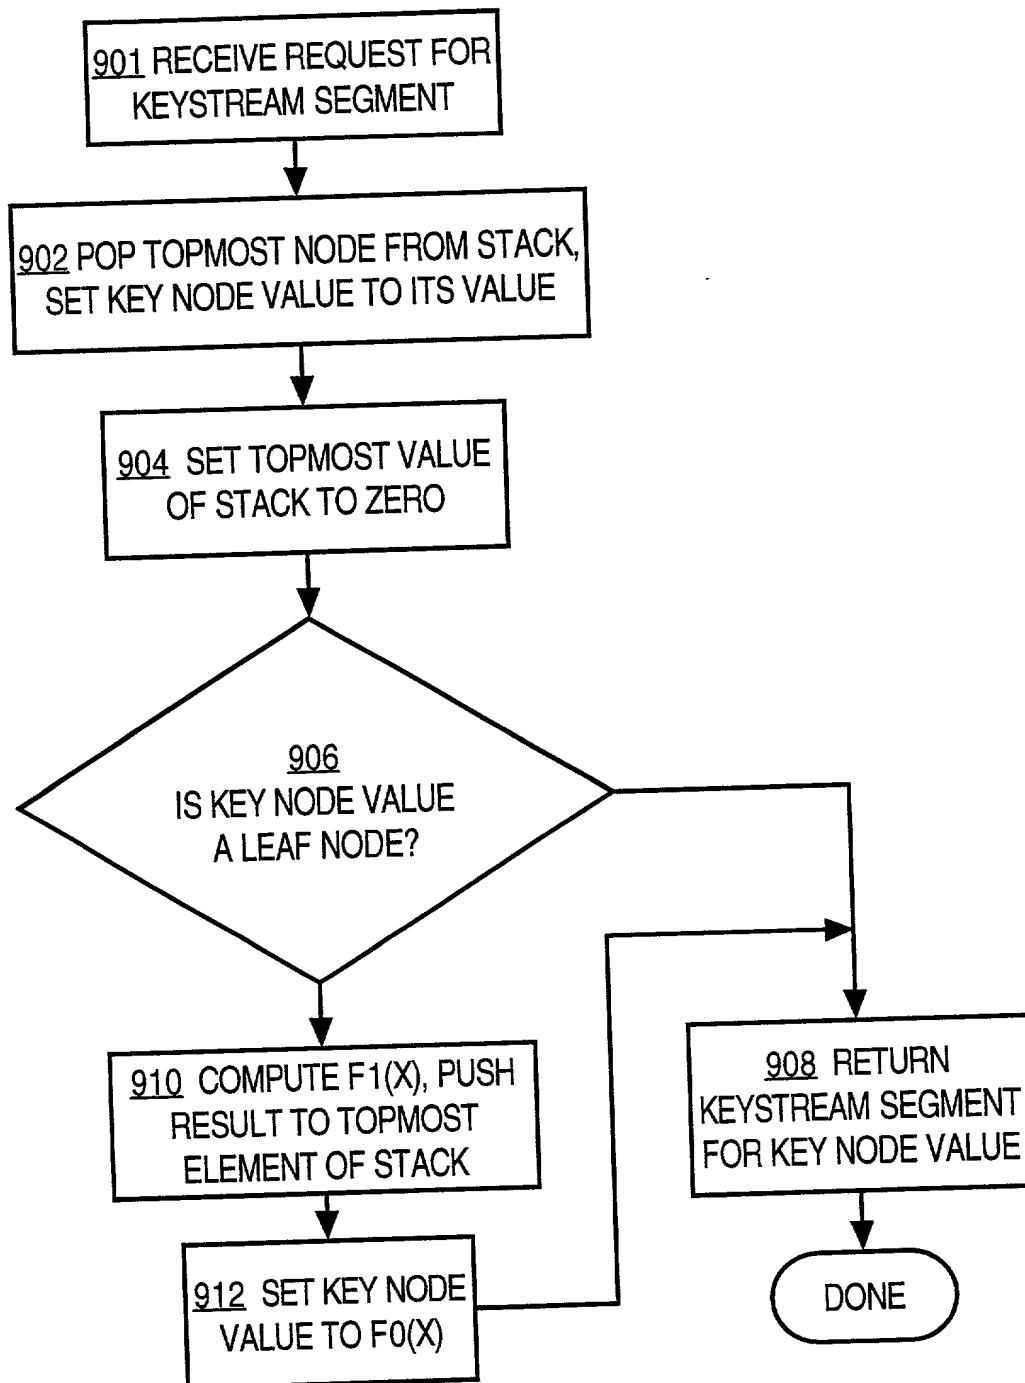 901 RECEIVE REQUEST FOR
KEYSTREAM SEGMENT
902 POP TOPMOST NODE FROM STACK,
SET KEY NODE VALUE TO ITS VALUE
904 SET TOPMOST VALUE
OF STACK TO ZERO
906
IS KEY NODE VALUE
A LEAF NODE?
910 COMPUTE F1(X), PUSH
RESULT TO TOPMOST
ELEMENT OF STACK
912 SET KEY NODE
VALUE TO F0(X)
908 RETURN
KEYSTREAM SEGMENT
FOR KEY NODE VALUE
DONE